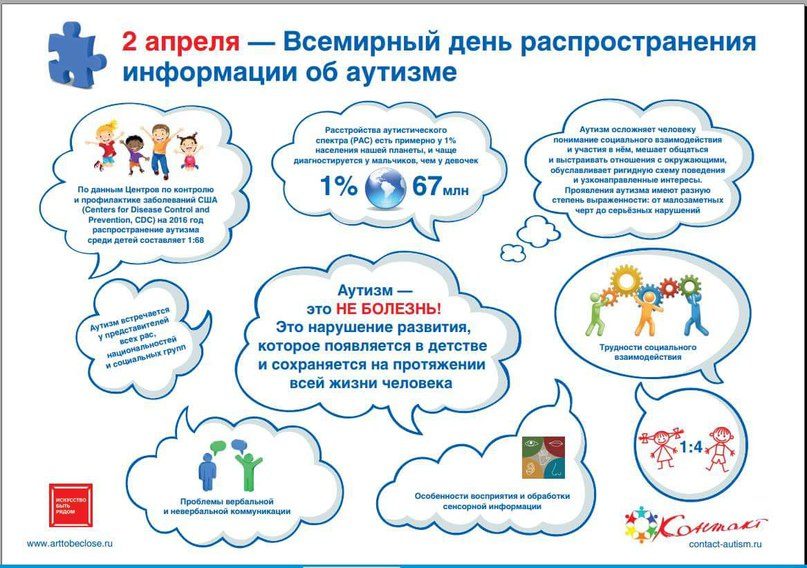 2 апреля — Всемирный день распространения
информации об аутизме
По данным Центров по контролю
и профилактике заболеваний США
(Centers for Disease Control and
Prevention, CDC) на 2016 год
распространение аутизма
среди детей составляет 1:68
Расстройства аутистического
спектра (РАС) есть примерно у 1%
населения нашей планеты, и чаще
диагностируется у мальчиков, чем у девочек
1% 67 млн
Аутизм осложняет человеку
понимание социального взаимодействия
и участия в нём, мешает общаться
и выстраивать отношения с окружающими,
обуславливает ригидную схему поведения
и узконаправленные интересы.
Проявления аутизма имеют разную
степень выраженности: от малозаметных
черт до серьёзных нарушений
Аутизм встречается
у представителей
всех рас,
национальностей
и социальных групп
Аутизм —
это НЕ БОЛЕЗНЬ!
Это нарушение развития,
которое появляется в детстве
и сохраняется на протяжении
всей жизни человека
Трудности социального
взаимодействия
1:4
Проблемы вербальной
и невербальной коммуникации
Особенности восприятия и обработки
сенсорной информации
ИСКУССТВО
БЫТЬ
РЯДОМ
www.arttobeclose.ru
Контакт
contact-autism.ru